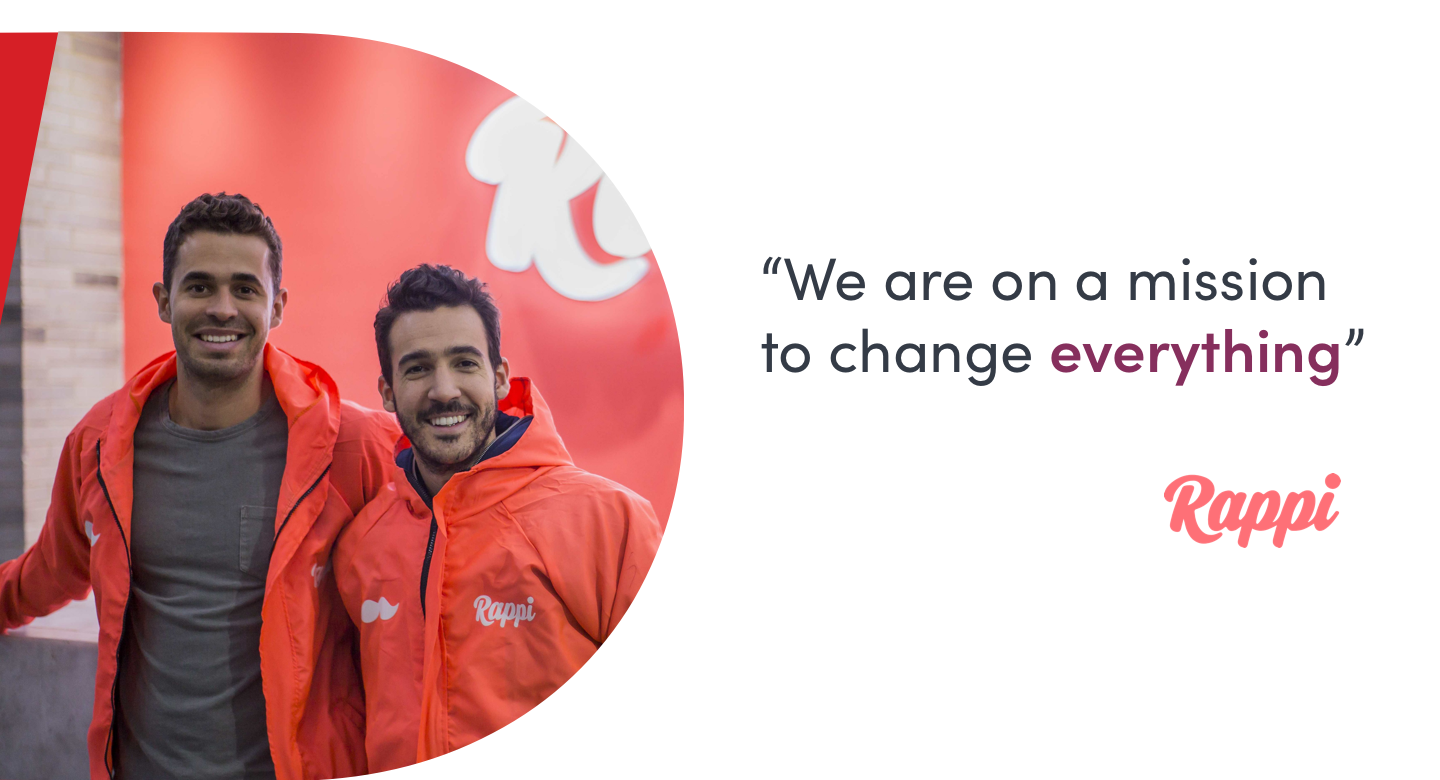 “We are on a mission
to change everything”
Rappi
Rappi